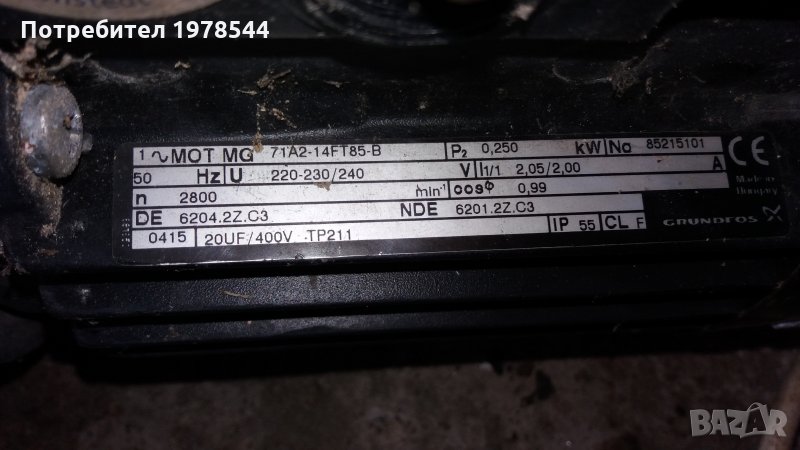 Потребител 1978544
1 ∿ MOT MG 71A2-14FT85-B P₂ 0,250 kW No 85215101
50 Hz U 220-230/240 V I1/1 2,05/2,00 A
n 2800 min⁻¹ cosφ 0,99
DE 6204.2Z.C3 NDE 6201.2Z.C3
0415 20UF/400V TP211 IP 55 CL F
CE
Made in
Hungary
GRUNDFOS
BAZAR